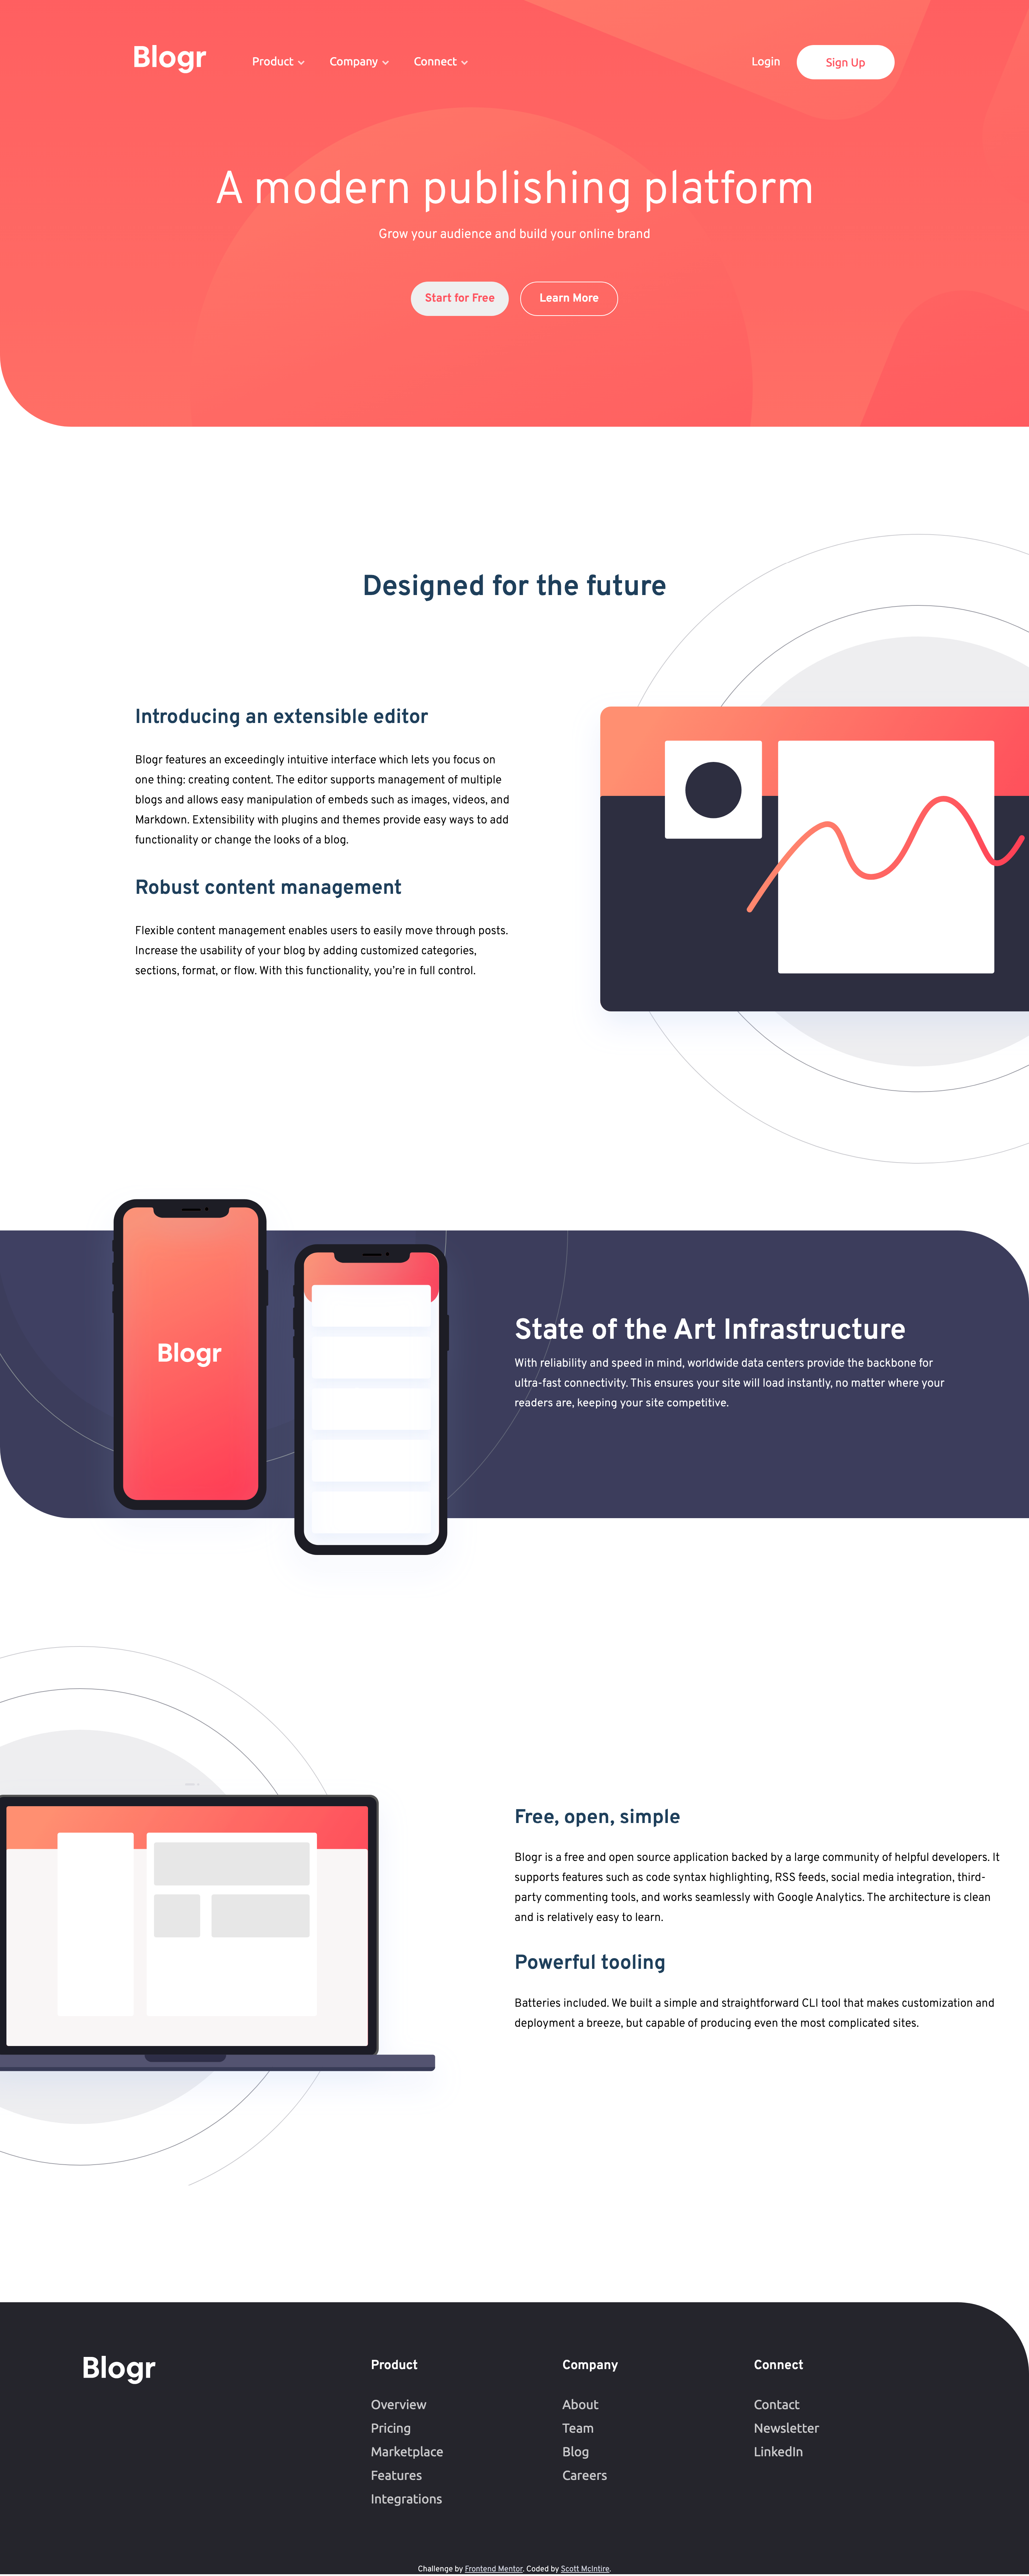 Blogr Product Company Connect Login Sign Up
A modern publishing platform
Grow your audience and build your online brand
Start for Free Learn More
Designed for the future
Introducing an extensible editor
Blogr features an exceedingly intuitive interface which lets you focus on
one thing: creating content. The editor supports management of multiple
blogs and allows easy manipulation of embeds such as images, videos, and
Markdown. Extensibility with plugins and themes provide easy ways to add
functionality or change the looks of a blog.
Robust content management
Flexible content management enables users to easily move through posts.
Increase the usability of your blog by adding customized categories,
sections, format, or flow. With this functionality, you’re in full control.
Blogr
State of the Art Infrastructure
With reliability and speed in mind, worldwide data centers provide the backbone for
ultra-fast connectivity. This ensures your site will load instantly, no matter where your
readers are, keeping your site competitive.
Free, open, simple
Blogr is a free and open source application backed by a large community of helpful developers. It
supports features such as code syntax highlighting, RSS feeds, social media integration, third-
party commenting tools, and works seamlessly with Google Analytics. The architecture is clean
and is relatively easy to learn.
Powerful tooling
Batteries included. We built a simple and straightforward CLI tool that makes customization and
deployment a breeze, but capable of producing even the most complicated sites.
Blogr
Product
Overview
Pricing
Marketplace
Features
Integrations
Company
About
Team
Blog
Careers
Connect
Contact
Newsletter
LinkedIn
Challenge by Frontend Mentor. Coded by Scott McIntire.